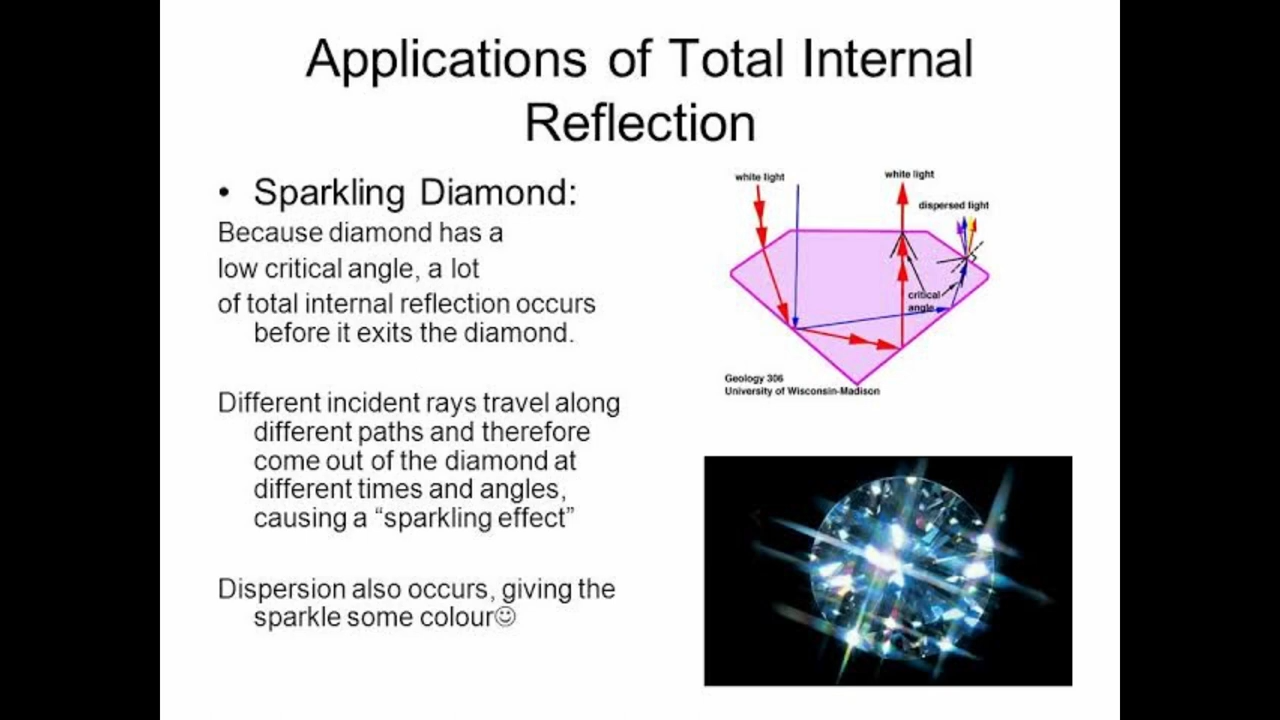 Applications of Total Internal
Reflection
• Sparkling Diamond:
Because diamond has a
low critical angle, a lot
of total internal reflection occurs
before it exits the diamond.
Different incident rays travel along
different paths and therefore
come out of the diamond at
different times and angles,
causing a “sparkling effect”
Dispersion also occurs, giving the
sparkle some colour☺
white light
white light
dispersed light
critical
angle
Geology 306
University of Wisconsin-Madison